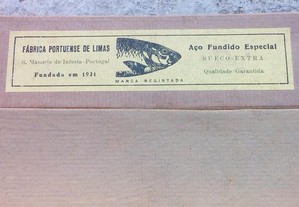 FÁBRICA PORTUENSE DE LIMAS
S. Mamede de Infesta-Portugal
Fundada em 1921
MARCA REGISTADA
Aço Fundido Especial
SUECO-EXTRA
Qualidade Garantida